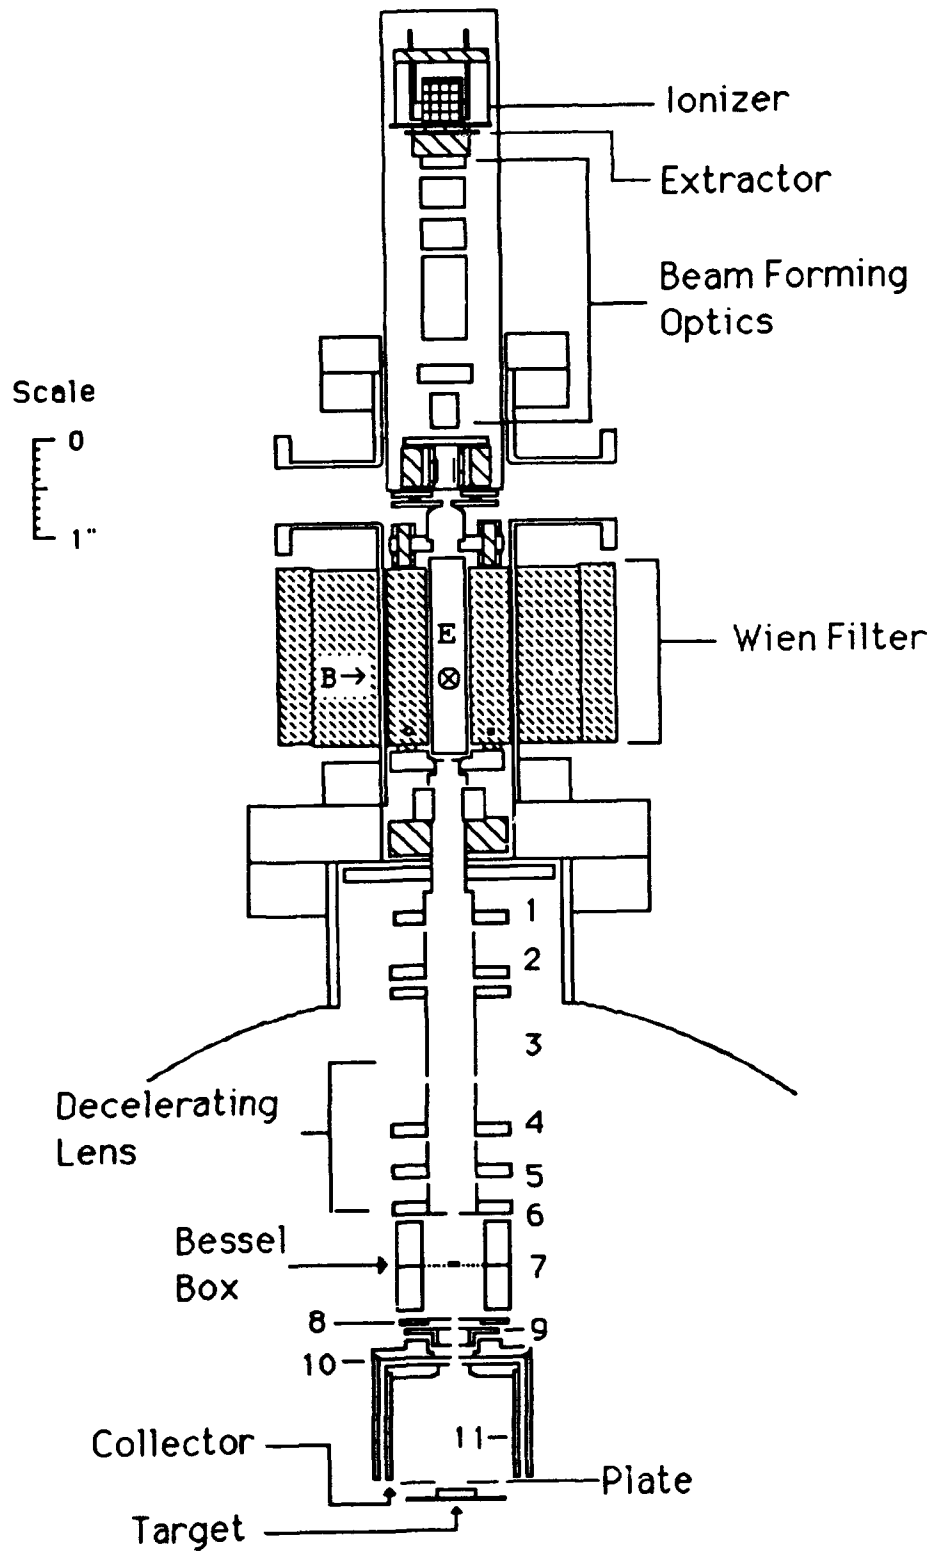 Ionizer
Extractor
Beam Forming
Optics
Scale
0
1"
E
B→
⊗
Wien Filter
1
2
3
Decelerating
Lens
4
5
6
Bessel
Box
7
8
9
10
Collector
11
Plate
Target